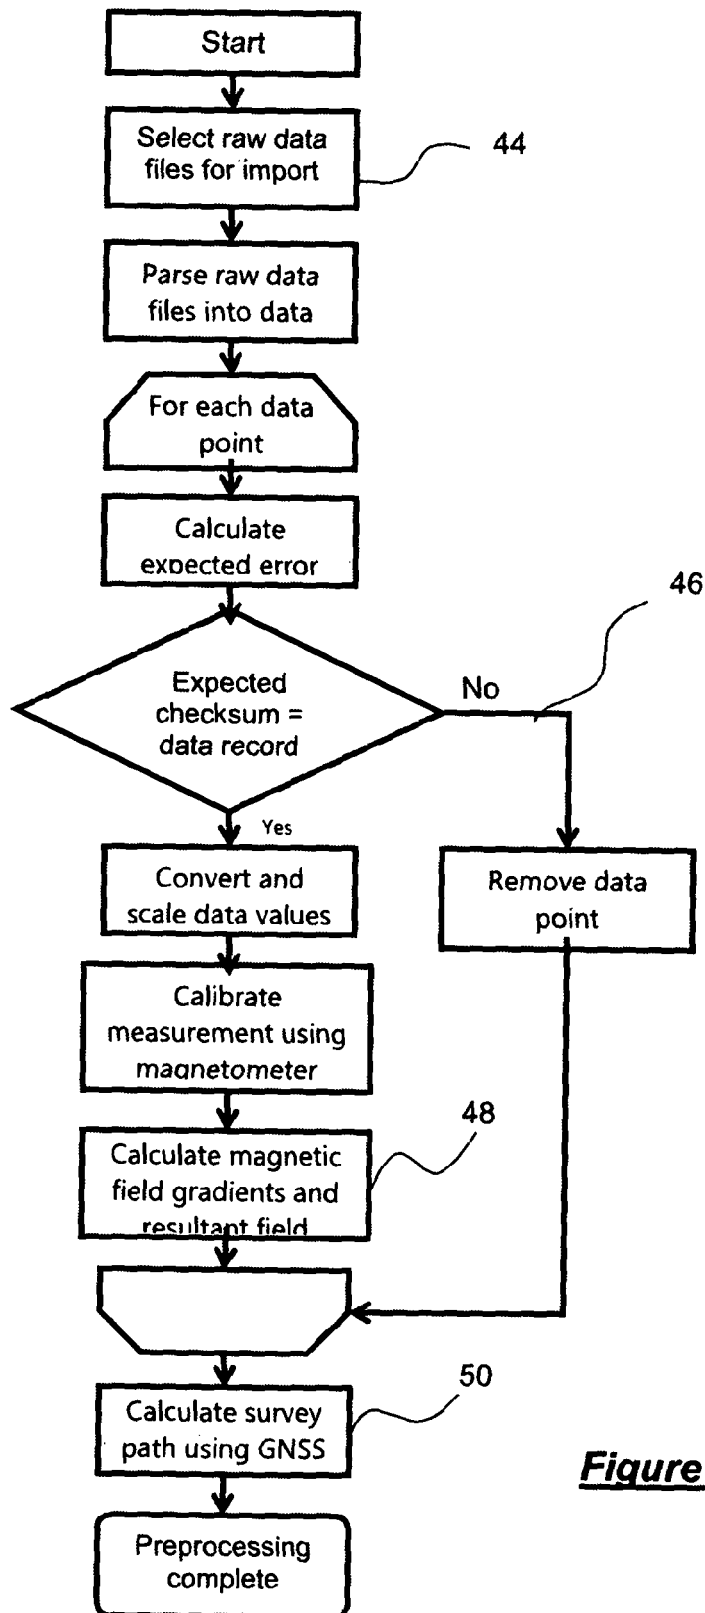 Start
Select raw data
files for import
44
Parse raw data
files into data
For each data
point
Calculate
expected error
46
Expected
checksum =
data record
No
Yes
Convert and
scale data values
Remove data
point
Calibrate
measurement using
magnetometer
48
Calculate magnetic
field gradients and
resultant field
50
Calculate survey
path using GNSS
Figure
Preprocessing
complete